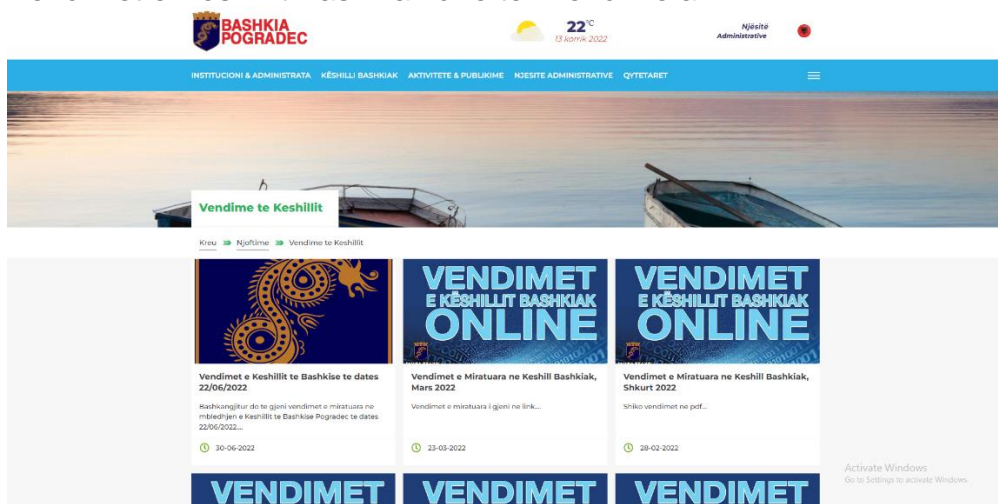 BASHKIA
POGRADEC
22°C
13 korrik 2022
Njësitë
Administrative
INSTITUCIONI & ADMINISTRATA KËSHILLI BASHKIAK AKTIVITETE & PUBLIKIME NJESITE ADMINISTRATIVE QYTETARET
Vendime te Keshillit
Kreu Njoftime Vendime te Keshillit
VENDIMET
E KËSHILLIT BASHKIAK
ONLINE
VENDIMET
E KËSHILLIT BASHKIAK
ONLINE
Vendimet e Keshillit te Bashkise te dates
22/06/2022
Bashkangjitur do te gjeni vendimet e miratuara ne
mbledhjen e Keshillit te Bashkise Pogradec te dates
22/06/2022...
30-06-2022
Vendimet e Miratuara ne Keshill Bashkiak,
Mars 2022
Vendimet e miratuara i gjeni ne link...
23-03-2022
Vendimet e Miratuara ne Keshill Bashkiak,
Shkurt 2022
Shiko vendimet ne pdf...
28-02-2022
Activate Windows
Go to Settings to activate Windows.
VENDIMET
VENDIMET
VENDIMET